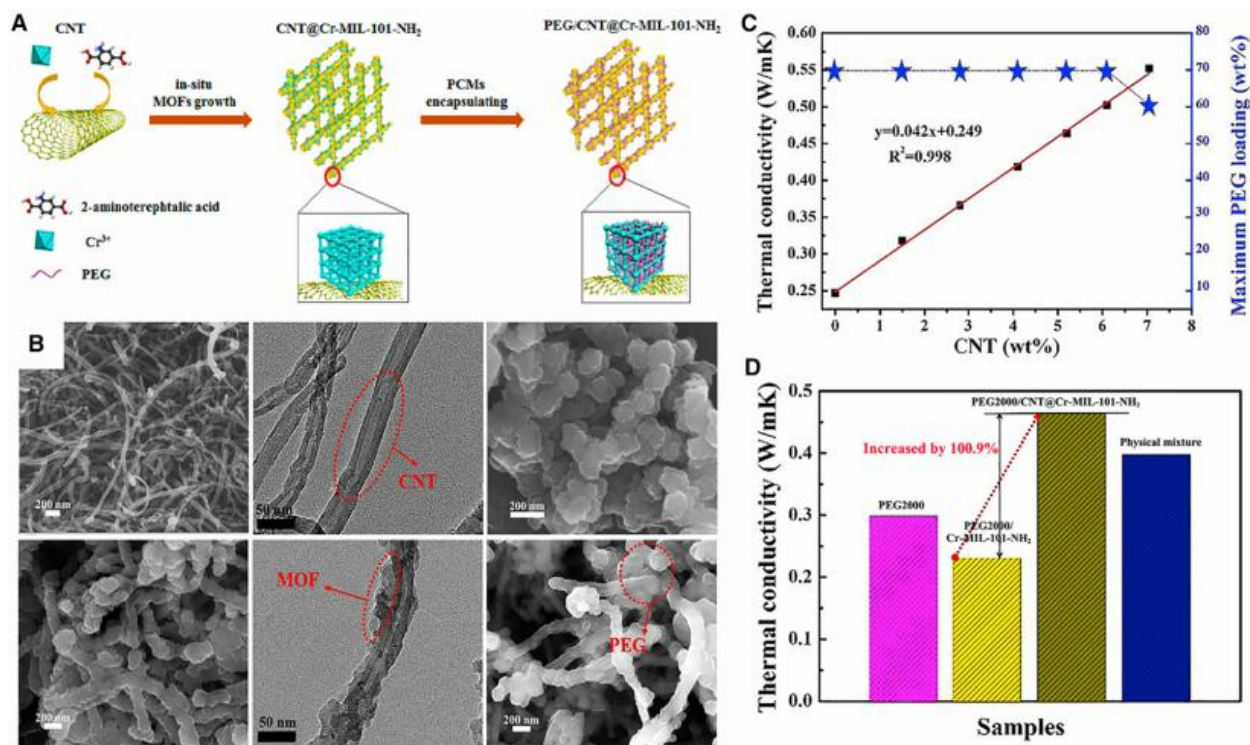 A
CNT
CNT@Cr-MIL-101-NH₂
PEG/CNT@Cr-MIL-101-NH₂
in-situ
MOFs growth
PCMs
encapsulating
2-aminoterephtalic acid
Cr³⁺
PEG
B
200 nm
50 nm
CNT
200 nm
200 nm
MOF
50 nm
PEG
200 nm
C
Thermal conductivity (W/mK)
0.60
0.55
0.50
0.45
0.40
0.35
0.30
0.25
y=0.042x+0.249
R²=0.998
80
70
60
50
40
30
20
10
Maximum PEG loading (wt%)
0 1 2 3 4 5 6 7 8
CNT (wt%)
D
Thermal conductivity (W/mK)
0.5
0.4
0.3
0.2
0.1
0.0
PEG2000/CNT@Cr-MIL-101-NH₂
Increased by 100.9%
Physical mixture
PEG2000
PEG2000/
Cr-MIL-101-NH₂
Samples